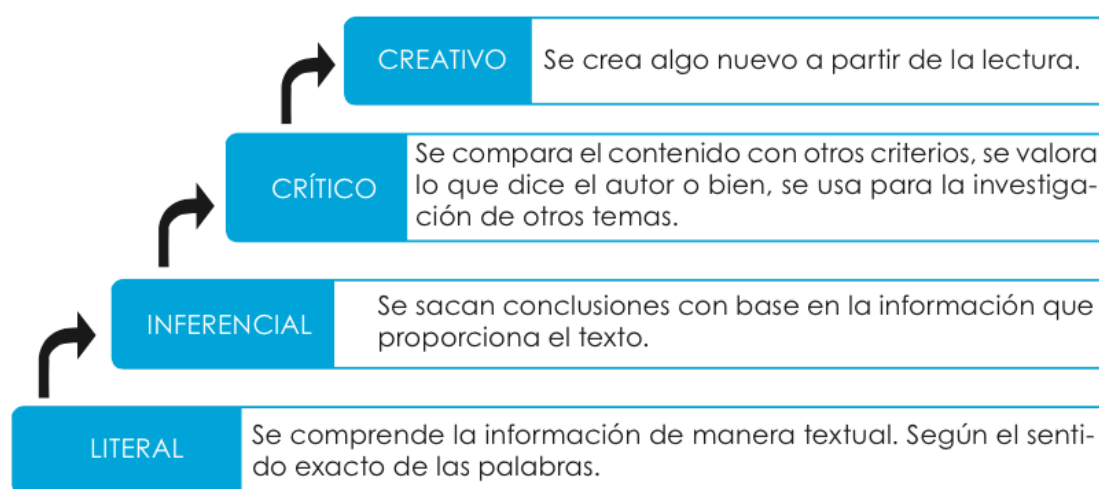 CREATIVO
Se crea algo nuevo a partir de la lectura.
CRÍTICO
Se compara el contenido con otros criterios, se valora
lo que dice el autor o bien, se usa para la investiga-
ción de otros temas.
INFERENCIAL
Se sacan conclusiones con base en la información que
proporciona el texto.
LITERAL
Se comprende la información de manera textual. Según el senti-
do exacto de las palabras.